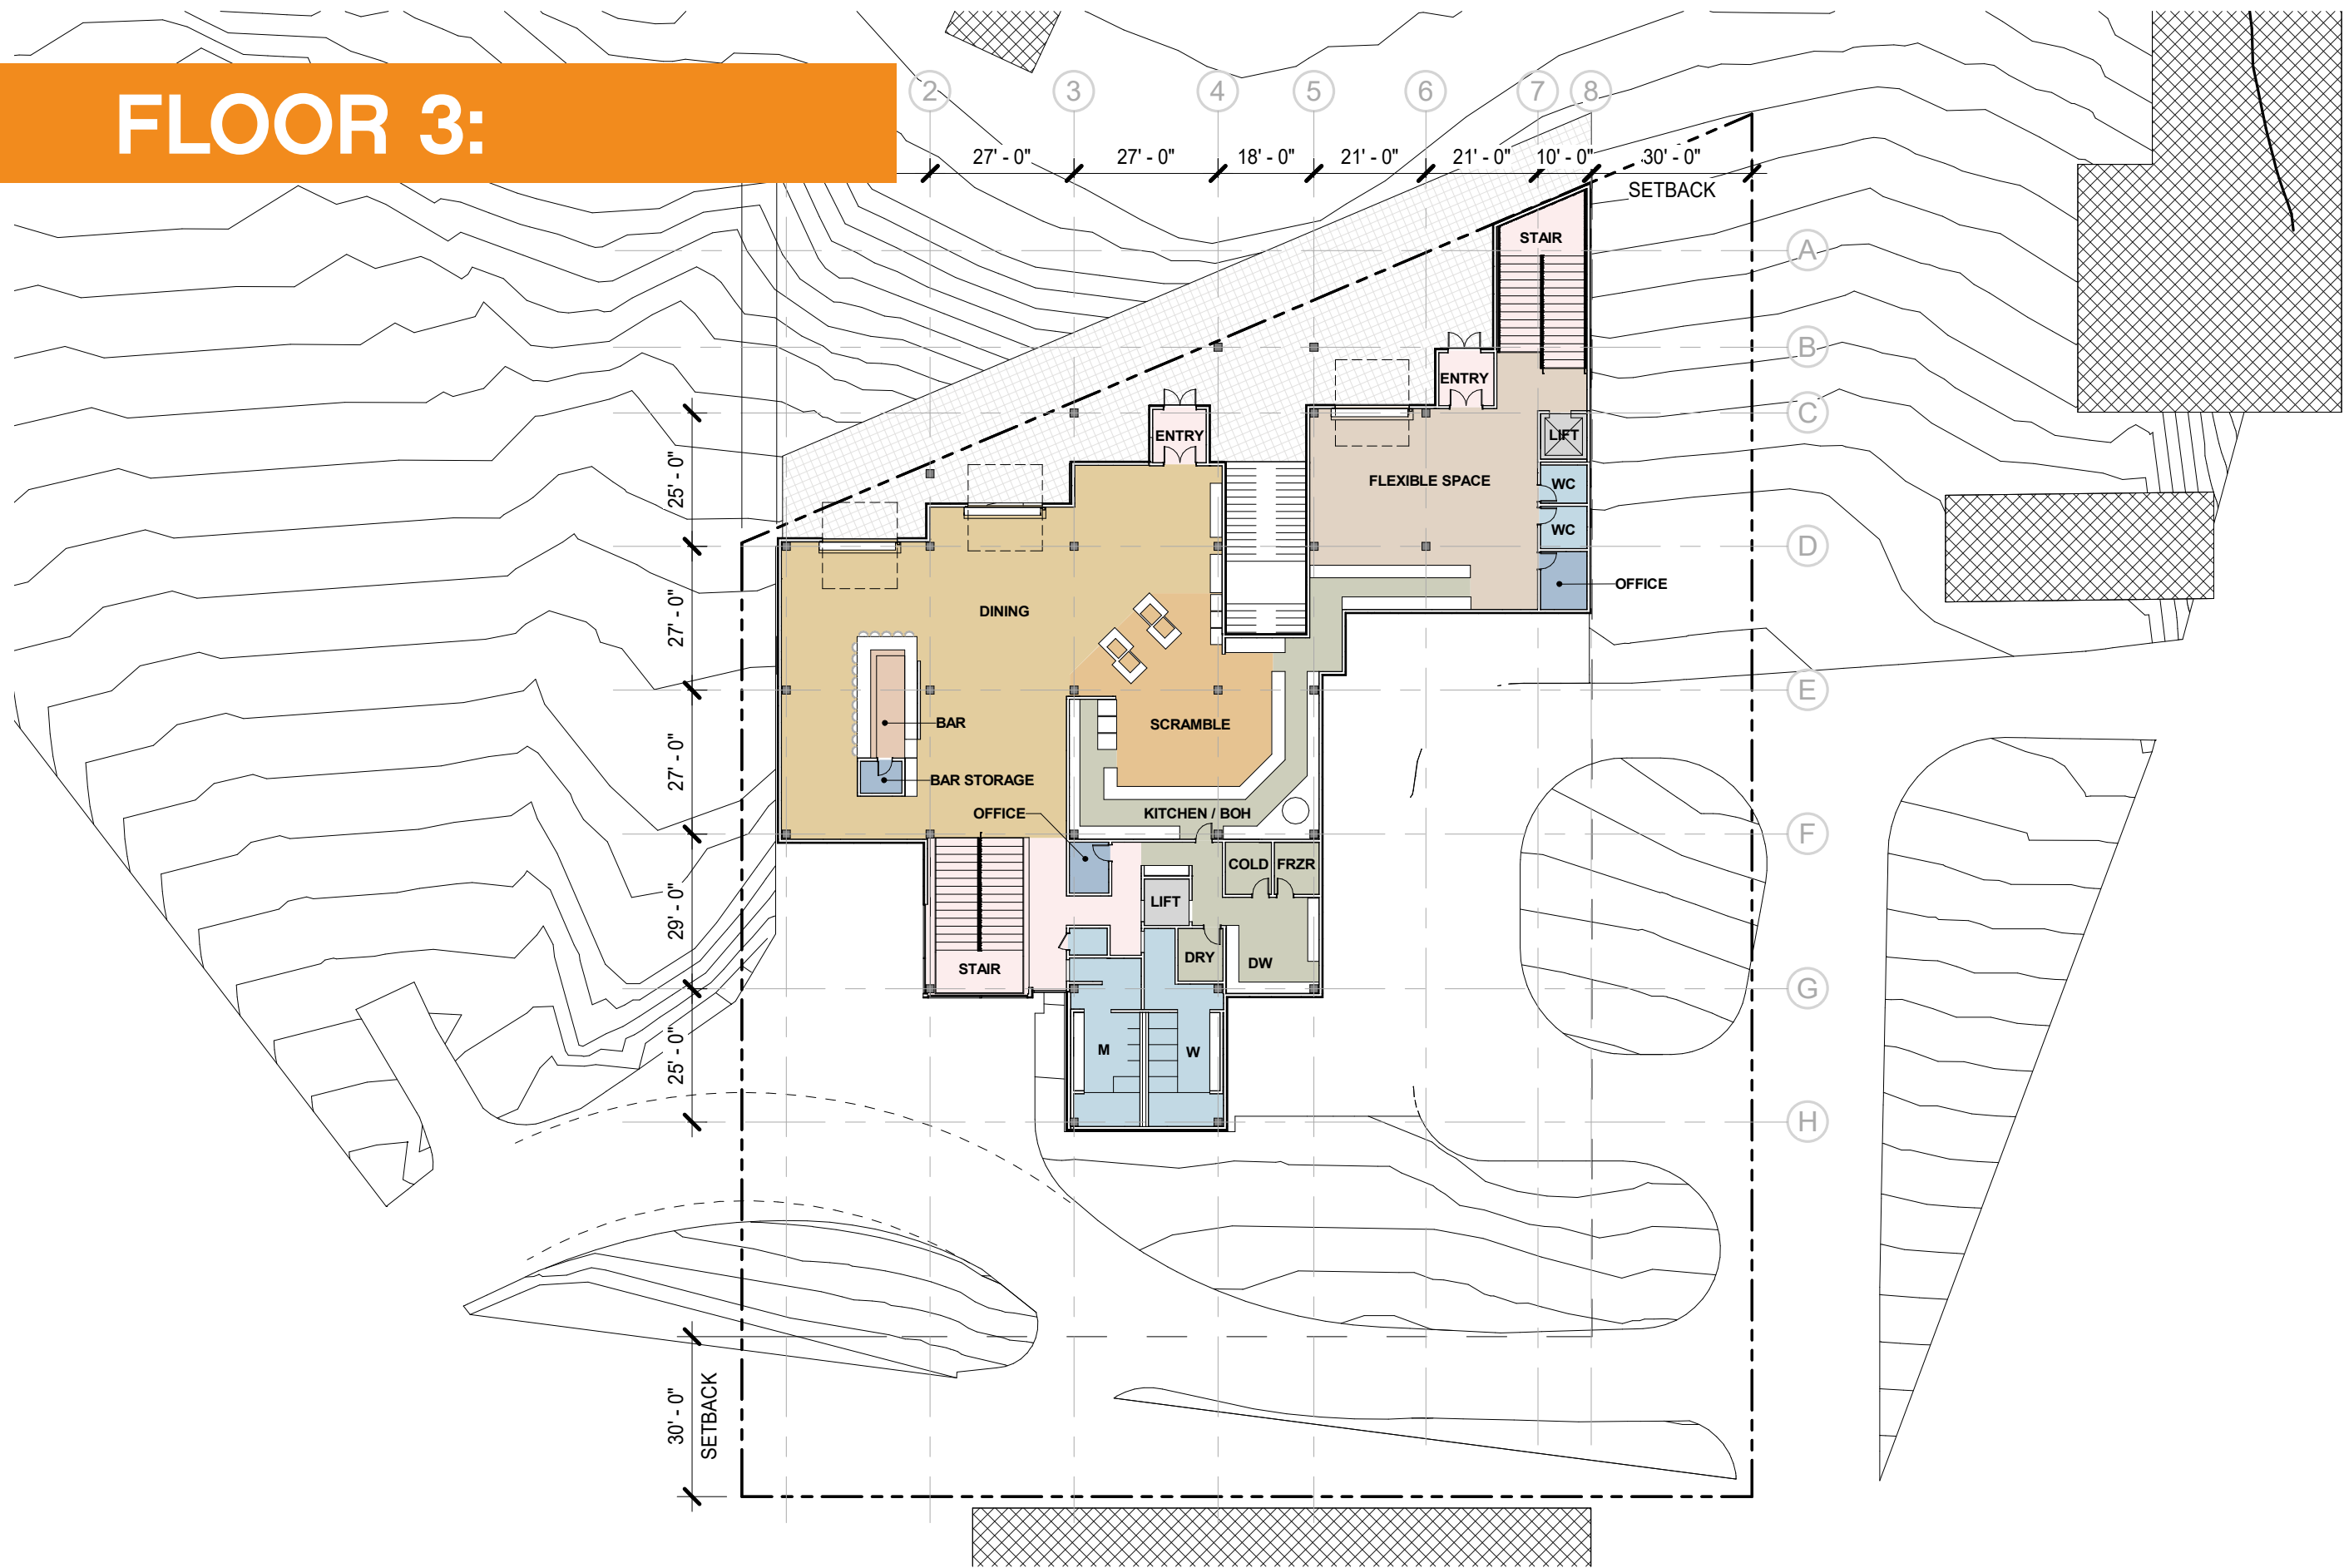 FLOOR 3:
2
3
4
5
6
7
8
27' - 0"
27' - 0"
18' - 0"
21' - 0"
21' - 0"
10' - 0"
30' - 0"
SETBACK
STAIR
A
B
ENTRY
C
ENTRY
LIFT
25' - 0"
FLEXIBLE SPACE
WC
WC
D
OFFICE
27' - 0"
DINING
E
BAR
SCRAMBLE
27' - 0"
BAR STORAGE
OFFICE
KITCHEN / BOH
F
COLD
FRZR
LIFT
29' - 0"
DRY
DW
STAIR
G
M
W
25' - 0"
H
30' - 0"
SETBACK